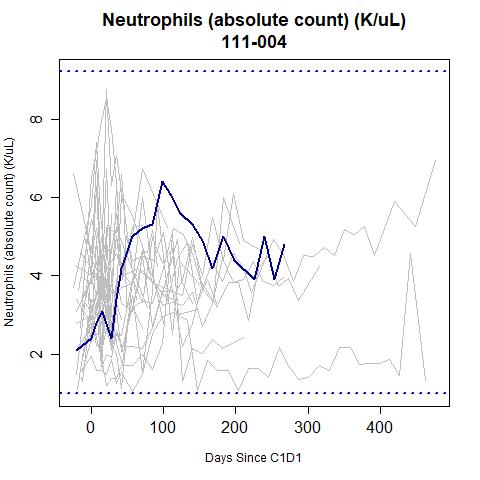 Neutrophils (absolute count) (K/uL)
111-004
Neutrophils (absolute count) (K/uL)
8
6
4
2
0 100 200 300 400
Days Since C1D1